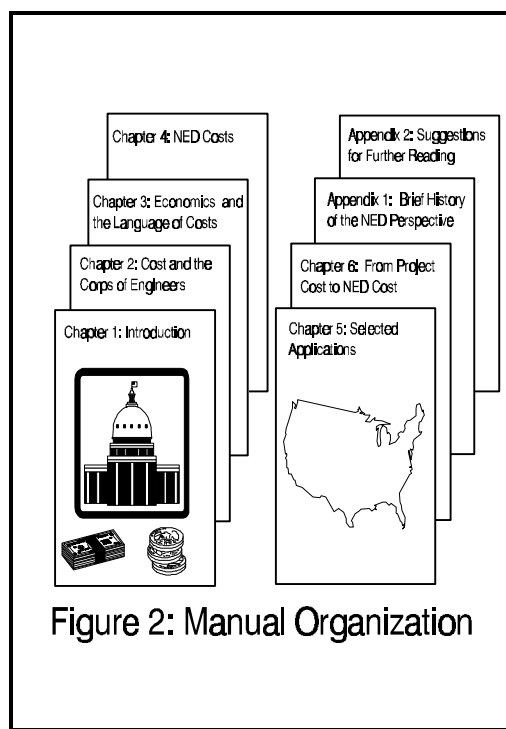 Chapter 4: NED Costs
Chapter 3: Economics and
the Language of Costs
Chapter 2: Cost and the
Corps of Engineers
Chapter 1: Introduction
Appendix 2: Suggestions
for Further Reading
Appendix 1: Brief History
of the NED Perspective
Chapter 6: From Project
Cost to NED Cost
Chapter 5: Selected
Applications
Figure 2: Manual Organization